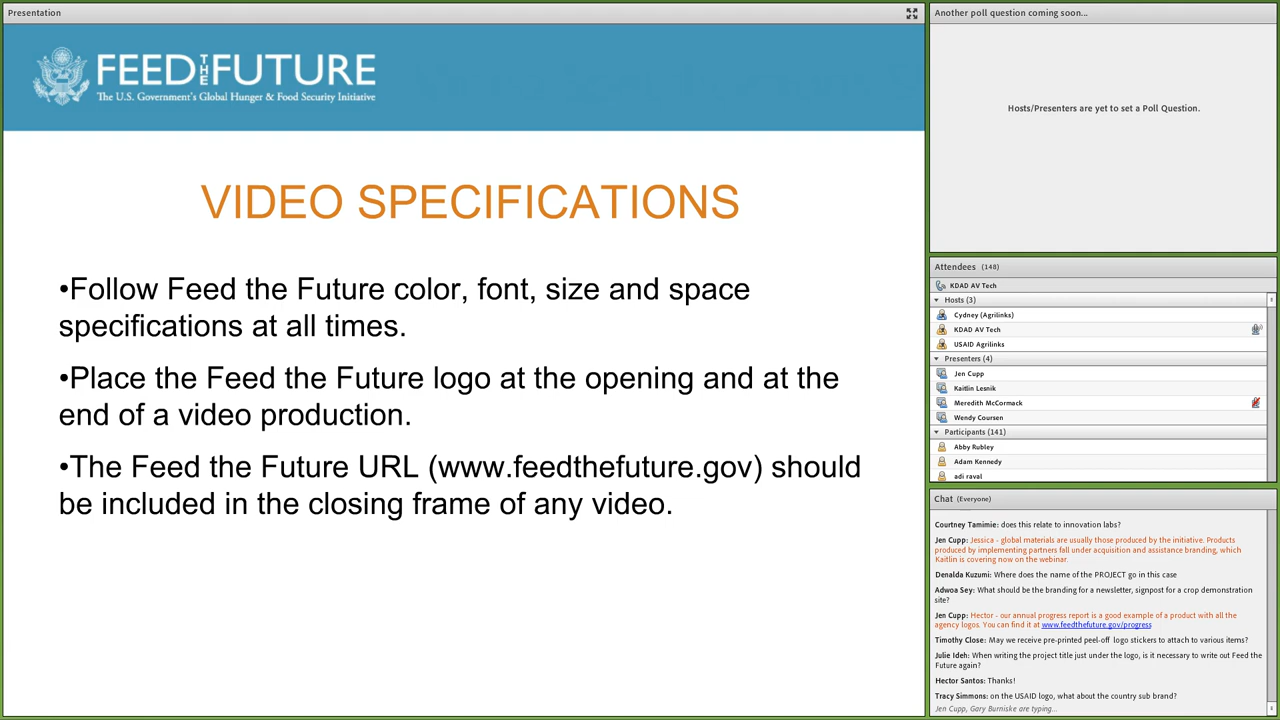 Presentation
FEED THE FUTURE
The U.S. Government's Global Hunger & Food Security Initiative
VIDEO SPECIFICATIONS
•Follow Feed the Future color, font, size and space
specifications at all times.
•Place the Feed the Future logo at the opening and at the
end of a video production.
•The Feed the Future URL (www.feedthefuture.gov) should
be included in the closing frame of any video.
Another poll question coming soon...
Hosts/Presenters are yet to set a Poll Question.
Attendees (148)
KDAD AV Tech
Hosts (3)
Cydney (Agrilinks)
KDAD AV Tech
USAID Agrilinks
Presenters (4)
Jen Cupp
Kaitlin Lesnik
Meredith McCormack
Wendy Coursen
Participants (141)
Abby Rubley
Adam Kennedy
adi raval
Chat (Everyone)
Courtney Tamimie: does this relate to innovation labs?
Jen Cupp: Jessica - global materials are usually those produced by the initiative. Products
produced by implementing partners fall under acquisition and assistance branding, which
Kaitlin is covering now on the webinar.
Denalda Kuzumi: Where does the name of the PROJECT go in this case
Adwoa Sey: What should be the branding for a newsletter, signpost for a crop demonstration
site?
Jen Cupp: Hector - our annual progress report is a good example of a product with all the
agency logos. You can find it at www.feedthefuture.gov/progress
Timothy Close: May we receive pre-printed peel-off logo stickers to attach to various items?
Julie Ideh: When writing the project title just under the logo, is it necessary to write out Feed the
Future again?
Hector Santos: Thanks!
Tracy Simmons: on the USAID logo, what about the country sub brand?
Jen Cupp, Gary Burniske are typing...